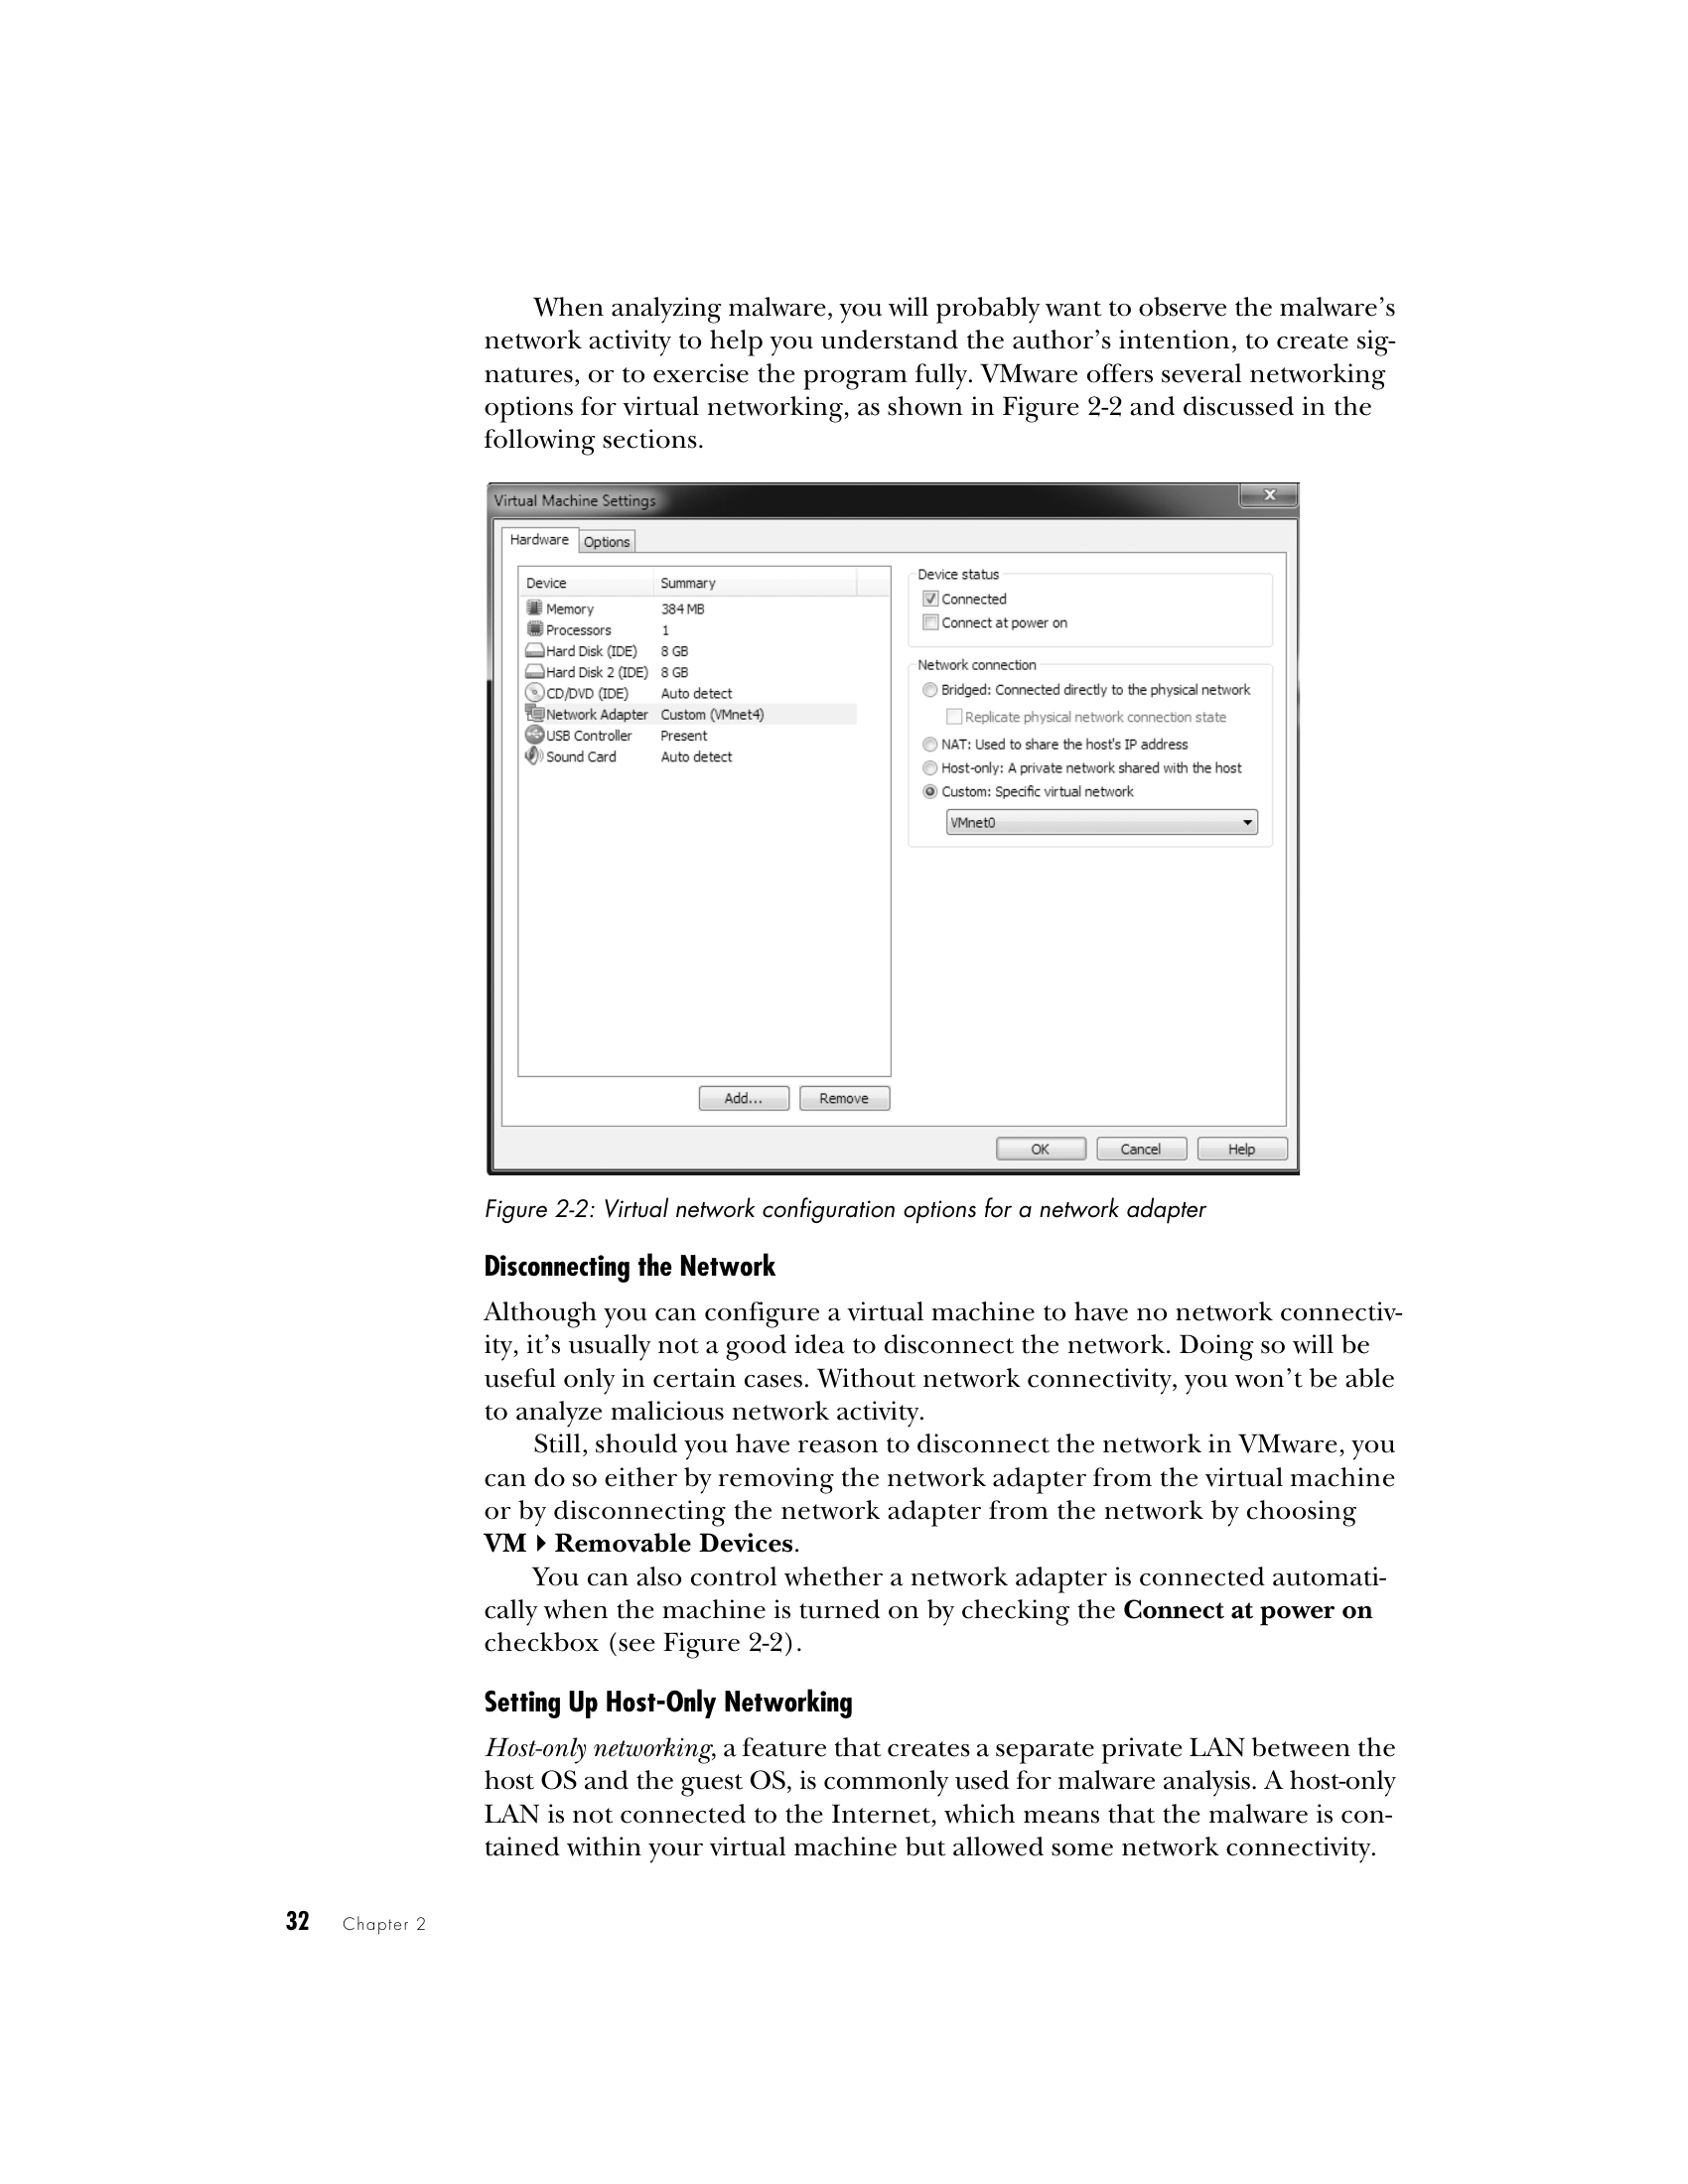 When analyzing malware, you will probably want to observe the malware’s
network activity to help you understand the author’s intention, to create sig-
natures, or to exercise the program fully. VMware offers several networking
options for virtual networking, as shown in Figure 2-2 and discussed in the
following sections.
Virtual Machine Settings
x
Hardware
Options
Device Summary
Memory 384 MB
Processors 1
Hard Disk (IDE) 8 GB
Hard Disk 2 (IDE) 8 GB
CD/DVD (IDE) Auto detect
Network Adapter Custom (VMnet4)
USB Controller Present
Sound Card Auto detect
Add...
Remove
Device status
Connected
Connect at power on
Network connection
Bridged: Connected directly to the physical network
Replicate physical network connection state
NAT: Used to share the host's IP address
Host-only: A private network shared with the host
Custom: Specific virtual network
VMnet0
OK
Cancel
Help
Figure 2-2: Virtual network configuration options for a network adapter
Disconnecting the Network
Although you can configure a virtual machine to have no network connectiv-
ity, it’s usually not a good idea to disconnect the network. Doing so will be
useful only in certain cases. Without network connectivity, you won’t be able
to analyze malicious network activity.
Still, should you have reason to disconnect the network in VMware, you
can do so either by removing the network adapter from the virtual machine
or by disconnecting the network adapter from the network by choosing
VM ▸ Removable Devices.
You can also control whether a network adapter is connected automati-
cally when the machine is turned on by checking the Connect at power on
checkbox (see Figure 2-2).
Setting Up Host-Only Networking
Host-only networking, a feature that creates a separate private LAN between the
host OS and the guest OS, is commonly used for malware analysis. A host-only
LAN is not connected to the Internet, which means that the malware is con-
tained within your virtual machine but allowed some network connectivity.
32 Chapter 2